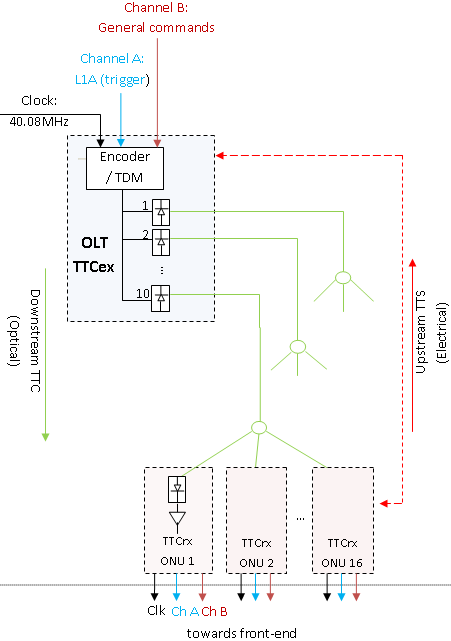 Channel B:
General commands
Channel A:
L1A (trigger)
Clock:
40.08MHz
Encoder
/ TDM
1
OLT
TTCex
2
...
10
Downstream TTC
(Optical)
Upstream TTS
(Electrical)
TTCrx
ONU 1
TTCrx
ONU 2
...
TTCrx
ONU 16
Clk Ch A Ch B
towards front-end